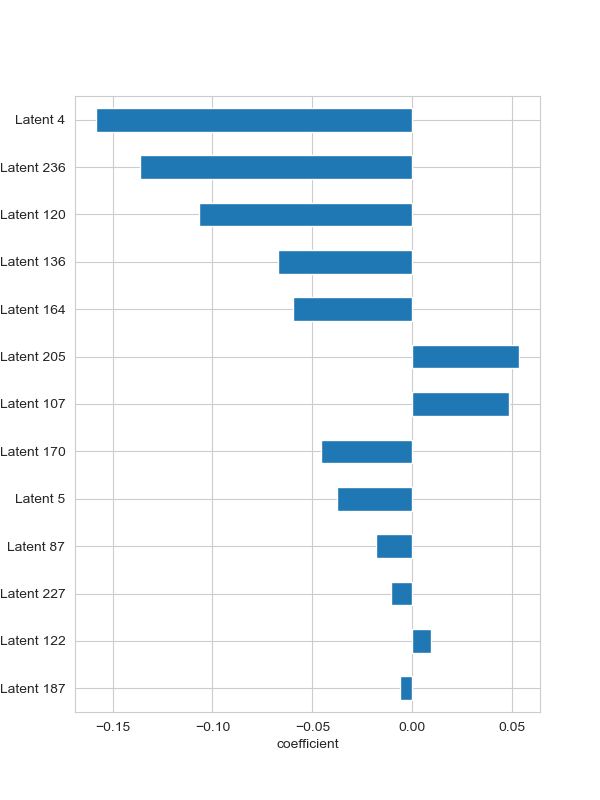 Latent 4
Latent 236
Latent 120
Latent 136
Latent 164
Latent 205
Latent 107
Latent 170
Latent 5
Latent 87
Latent 227
Latent 122
Latent 187
−0.15 −0.10 −0.05 0.00 0.05
coefficient